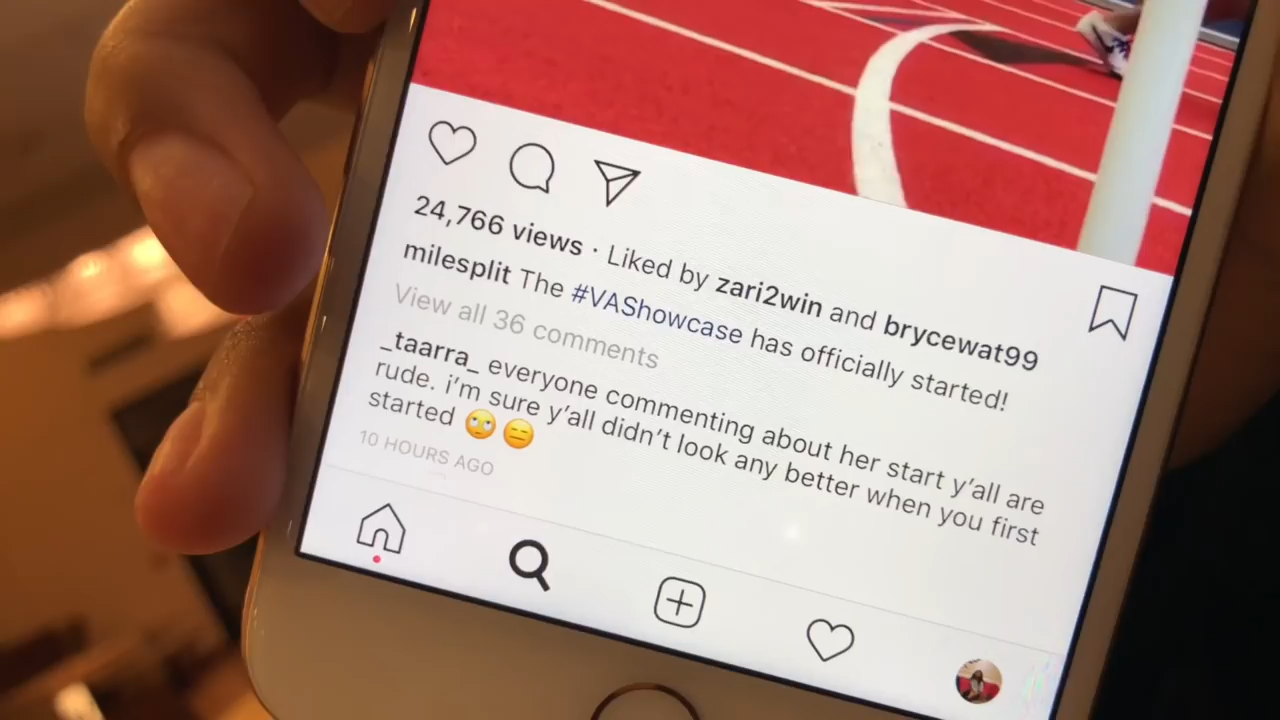 24,766 views · Liked by zari2win and brycewat99
milesplit The #VAShowcase has officially started!
View all 36 comments
_taarra_ everyone commenting about her start y’all are
rude. i’m sure y’all didn’t look any better when you first
started 🙄😑
10 HOURS AGO